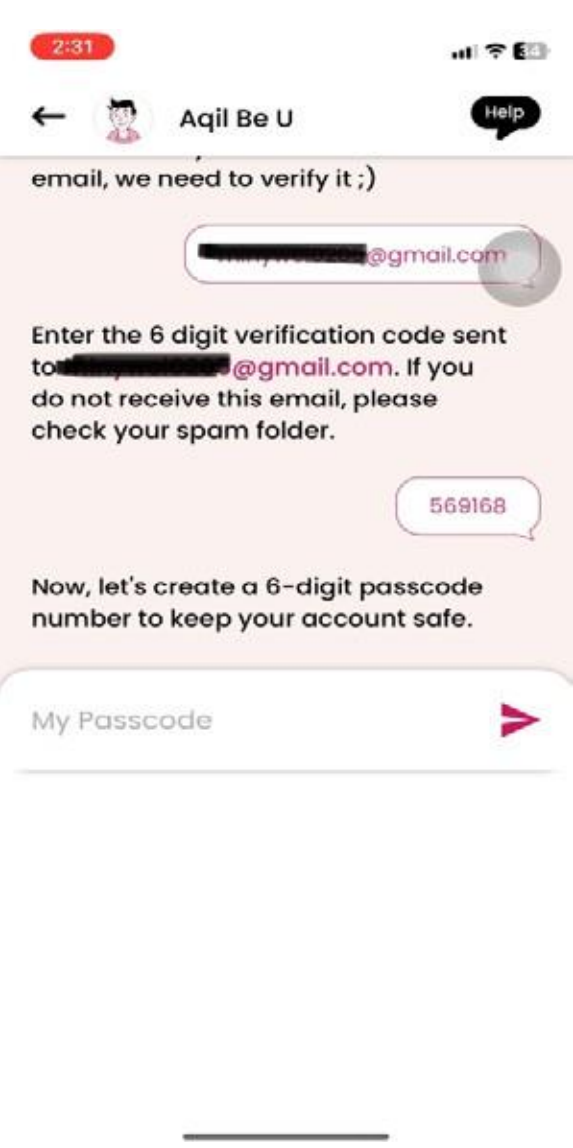 2:31
34
Aqil Be U
Help
email, we need to verify it ;)
@gmail.com
Enter the 6 digit verification code sent
to @gmail.com. If you
do not receive this email, please
check your spam folder.
569168
Now, let's create a 6-digit passcode
number to keep your account safe.
My Passcode